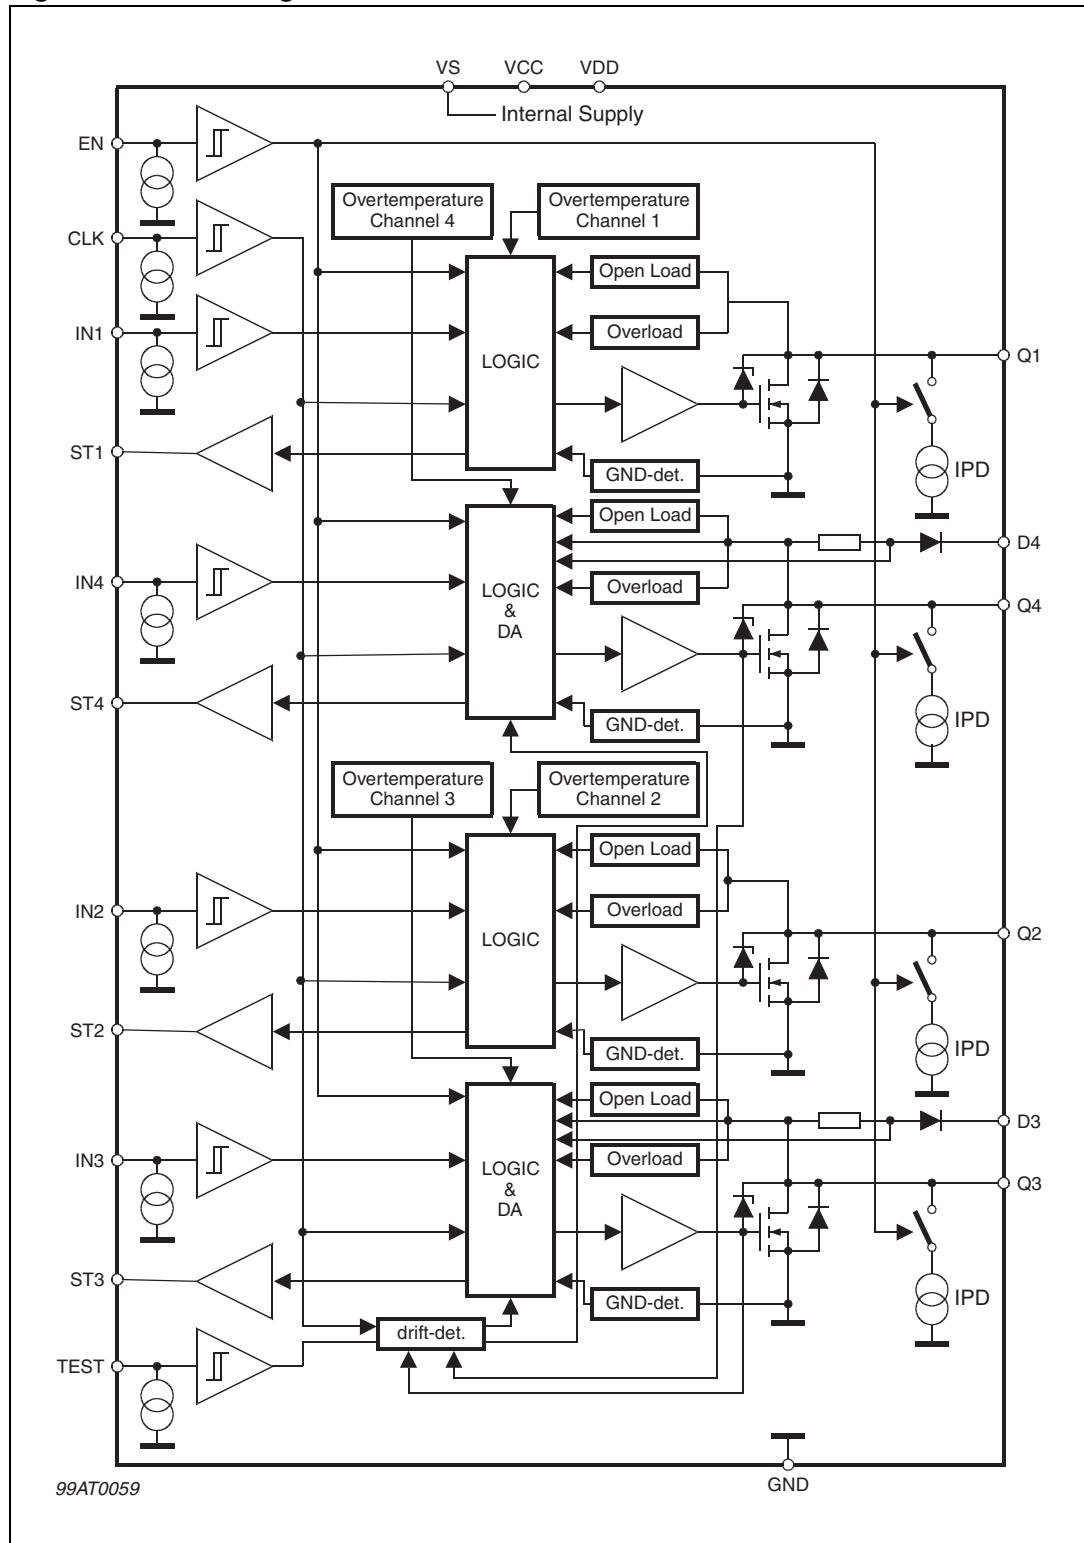 VS VCC VDD
Internal Supply
EN
Overtemperature
Channel 4
Overtemperature
Channel 1
CLK
Open Load
IN1
Overload
LOGIC
Q1
ST1
GND-det.
IPD
Open Load
D4
IN4
LOGIC
&
DA
Overload
Q4
ST4
GND-det.
IPD
Overtemperature
Channel 3
Overtemperature
Channel 2
Open Load
IN2
Overload
LOGIC
Q2
ST2
GND-det.
IPD
Open Load
D3
IN3
LOGIC
&
DA
Overload
Q3
ST3
GND-det.
IPD
drift-det.
TEST
GND
99AT0059